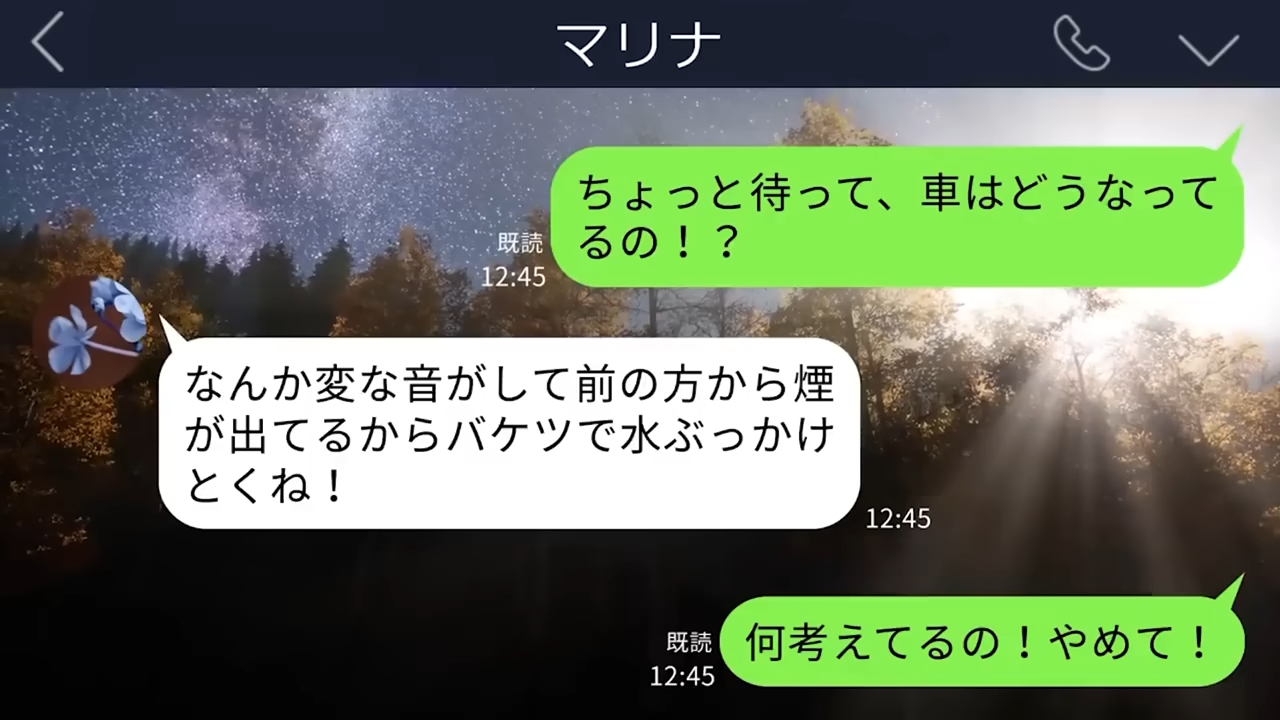 マリナ
ちょっと待って、車はどうなって
るの！？
既読
12:45
なんか変な音がして前の方から煙
が出てるからバケツで水ぶっかけ
とくね！
12:45
何考えてるの！やめて！
既読
12:45